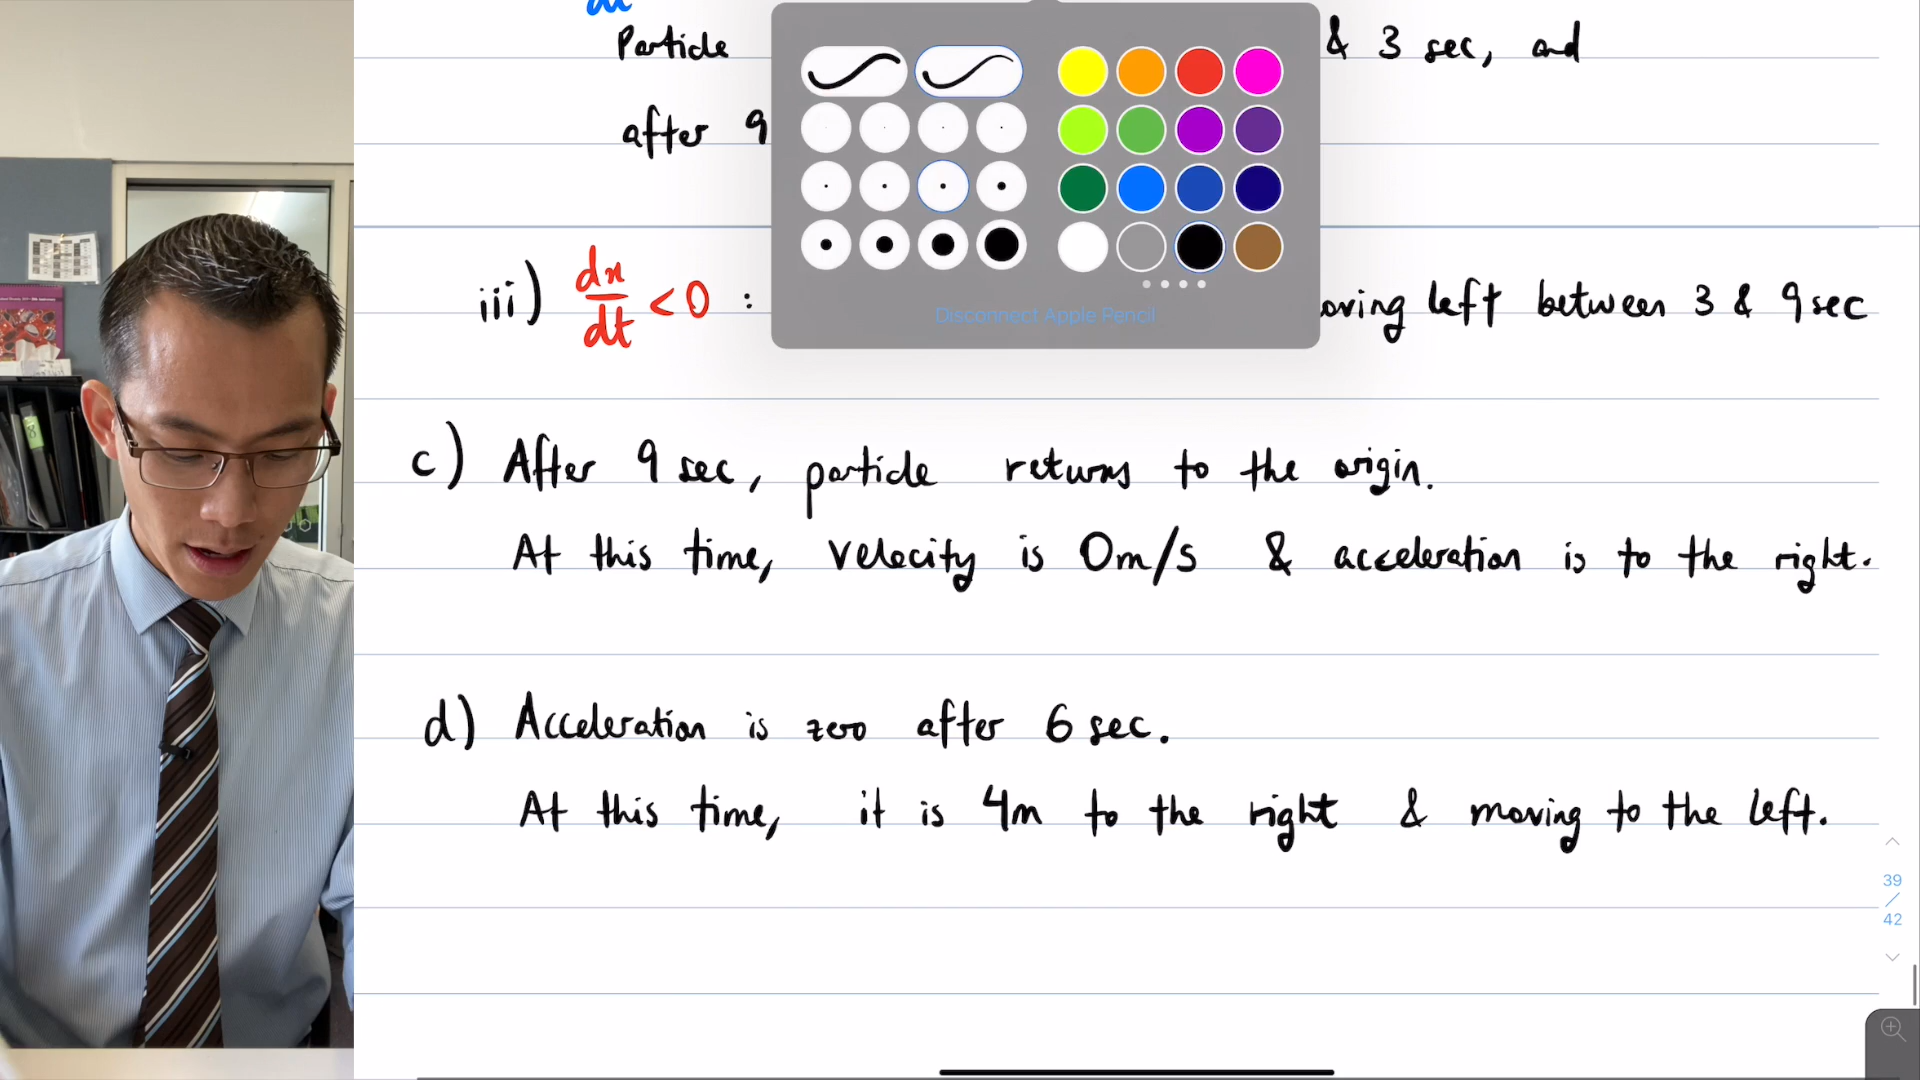 Particle & 3 sec, and
after 9
iii) dx/dt < 0 : oving left between 3 & 9 sec
Disconnect Apple Pencil
c) After 9 sec, particle returns to the origin.
At this time, velocity is 0m/s & acceleration is to the right.
d) Acceleration is zero after 6 sec.
At this time, it is 4m to the right & moving to the left.
39
/
42